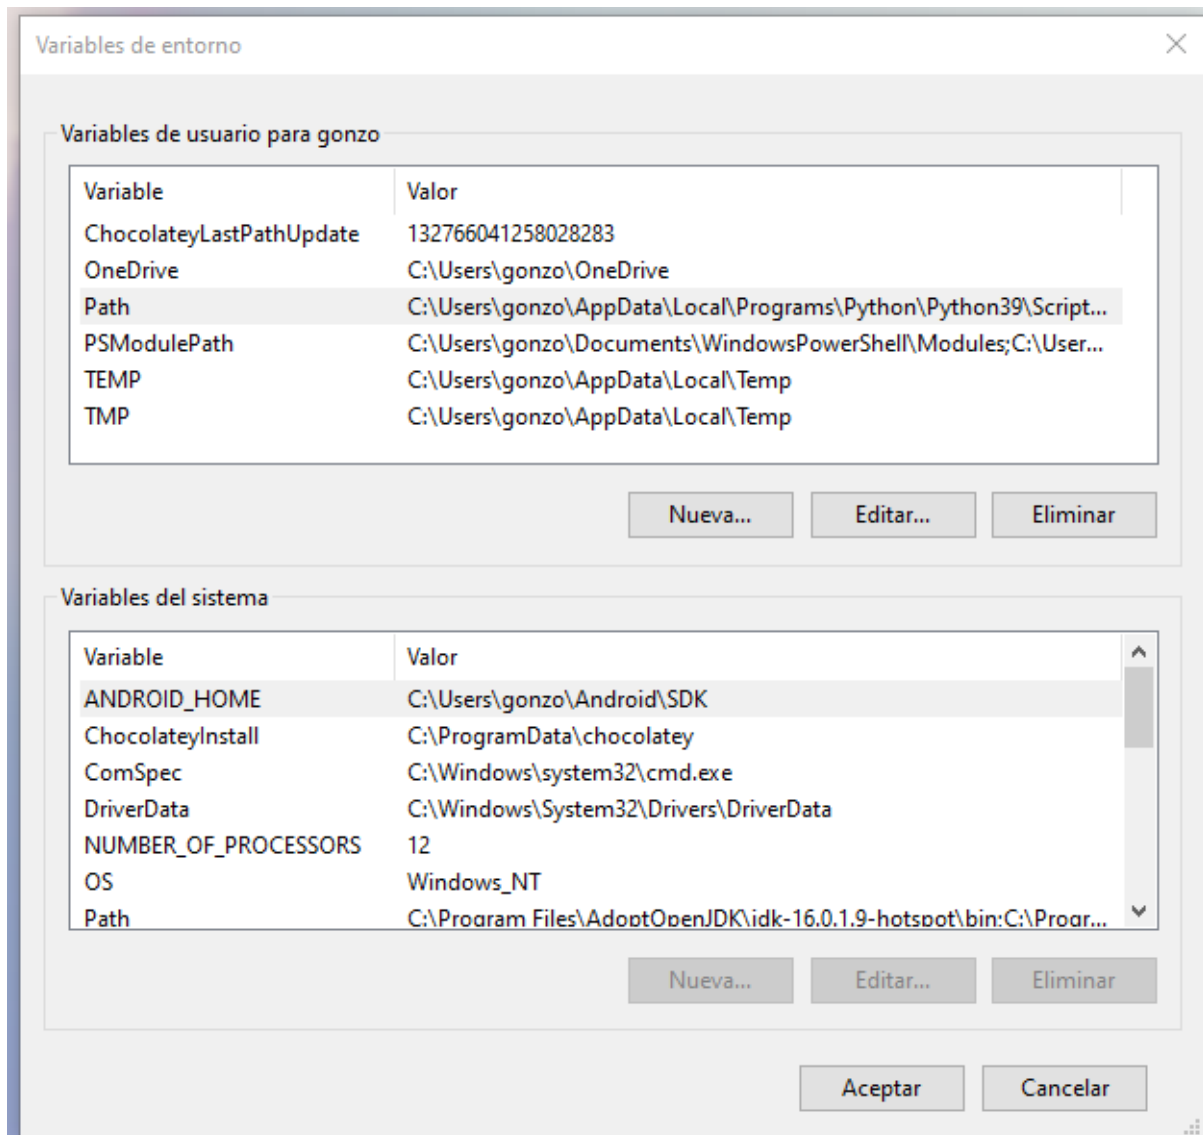 Variables de entorno
Variables de usuario para gonzo
Variable Valor
ChocolateyLastPathUpdate 132766041258028283
OneDrive C:\Users\gonzo\OneDrive
Path C:\Users\gonzo\AppData\Local\Programs\Python\Python39\Script...
PSModulePath C:\Users\gonzo\Documents\WindowsPowerShell\Modules;C:\User...
TEMP C:\Users\gonzo\AppData\Local\Temp
TMP C:\Users\gonzo\AppData\Local\Temp
Nueva... Editar... Eliminar
Variables del sistema
Variable Valor
ANDROID_HOME C:\Users\gonzo\Android\SDK
ChocolateyInstall C:\ProgramData\chocolatey
ComSpec C:\Windows\system32\cmd.exe
DriverData C:\Windows\System32\Drivers\DriverData
NUMBER_OF_PROCESSORS 12
OS Windows_NT
Path C:\Program Files\AdoptOpenJDK\jdk-16.0.1.9-hotspot\bin;C:\Progr...
Nueva... Editar... Eliminar
Aceptar Cancelar